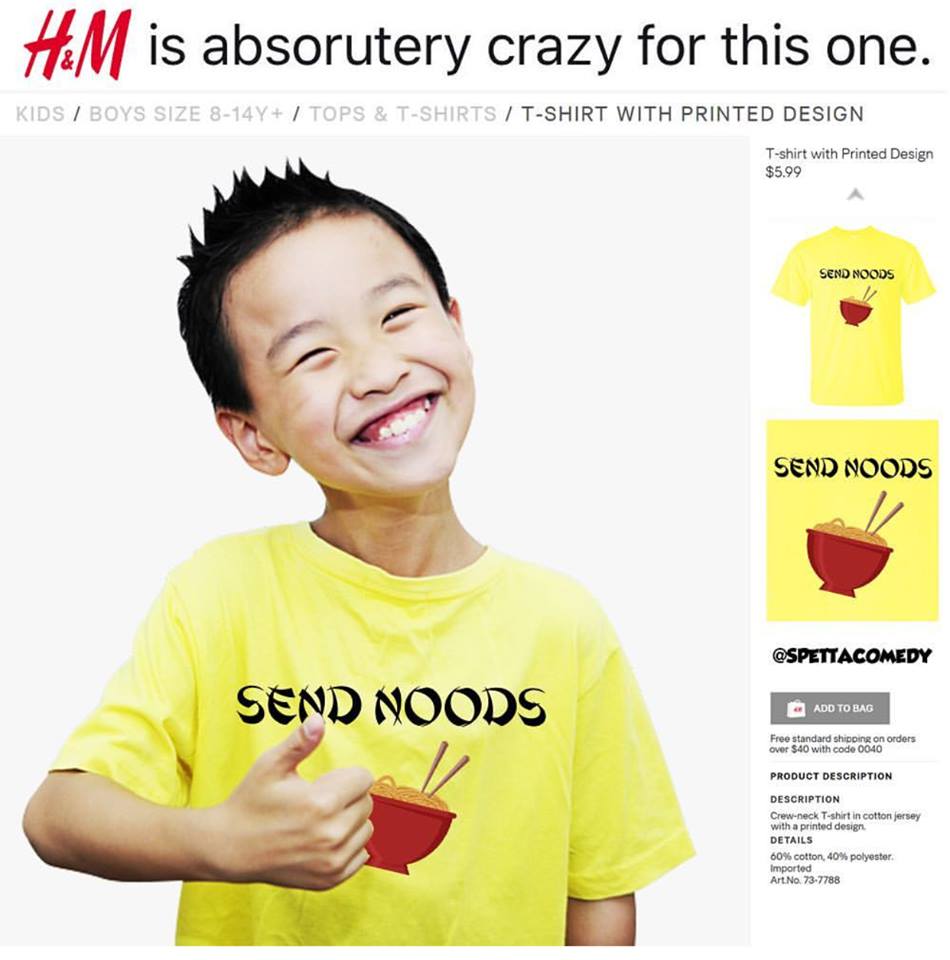 H&M is absorutery crazy for this one.
KIDS / BOYS SIZE 8-14Y+ / TOPS & T-SHIRTS / T-SHIRT WITH PRINTED DESIGN
T-shirt with Printed Design
$5.99
SEND NOODS
SEND NOODS
SEND NOODS
@SPETTACOMEDY
ADD TO BAG
Free standard shipping on orders
over $40 with code 0040
PRODUCT DESCRIPTION
DESCRIPTION
Crew-neck T-shirt in cotton jersey
with a printed design.
DETAILS
60% cotton, 40% polyester.
Imported
Art.No. 73-7788